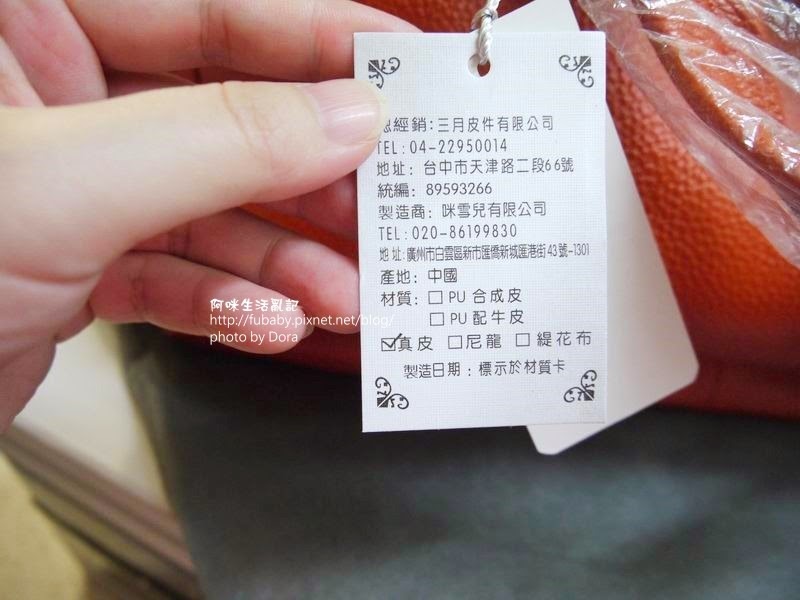 總經銷:三月皮件有限公司
TEL:04-22950014
地址: 台中市天津路二段66號
統編: 89593266
製造商: 咪雪兒有限公司
TEL:020-86199830
地址:廣州市白雲區新市匯僑新城匯港街43號-1301
產地: 中國
材質: □ PU 合成皮
□ PU 配牛皮
☑真皮 □尼龍 □ 緹花布
製造日期 : 標示於材質卡
阿咪生活亂記
http://fubaby.pixnet.net/blog/
photo by Dora